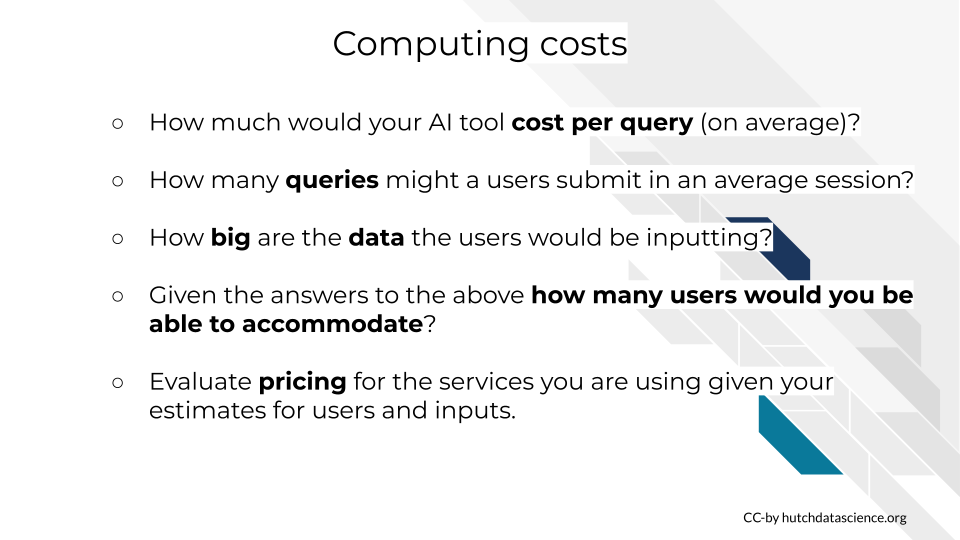 Computing costs
○ How much would your AI tool cost per query (on average)?
○ How many queries might a users submit in an average session?
○ How big are the data the users would be inputting?
○ Given the answers to the above how many users would you be
able to accommodate?
○ Evaluate pricing for the services you are using given your
estimates for users and inputs.
CC-by hutchdatascience.org